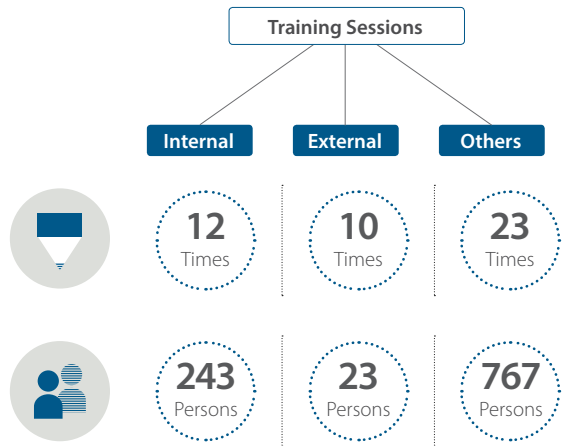 Training Sessions
Internal
External
Others
12
Times
10
Times
23
Times
243
Persons
23
Persons
767
Persons